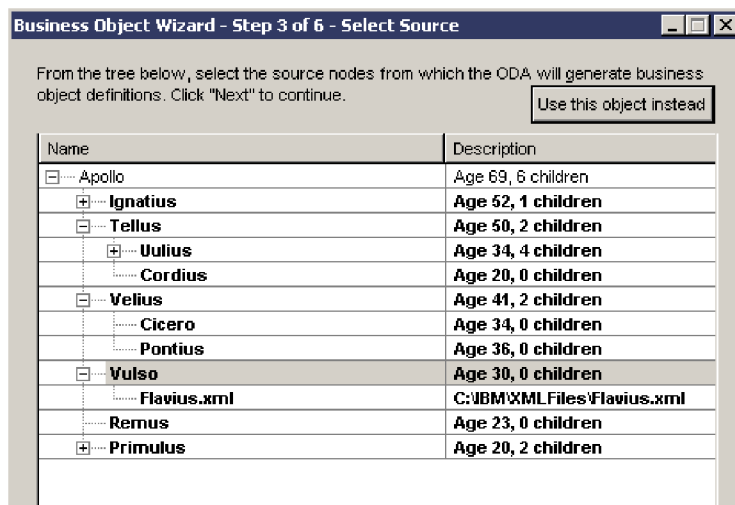 Business Object Wizard - Step 3 of 6 - Select Source
From the tree below, select the source nodes from which the ODA will generate business
object definitions. Click "Next" to continue.
Use this object instead
Name Description
Apollo Age 69, 6 children
Ignatius Age 52, 1 children
Tellus Age 50, 2 children
Uulius Age 34, 4 children
Cordius Age 20, 0 children
Velius Age 41, 2 children
Cicero Age 34, 0 children
Pontius Age 36, 0 children
Vulso Age 30, 0 children
Flavius.xml C:\IBM\XMLFiles\Flavius.xml
Remus Age 23, 0 children
Primulus Age 20, 2 children